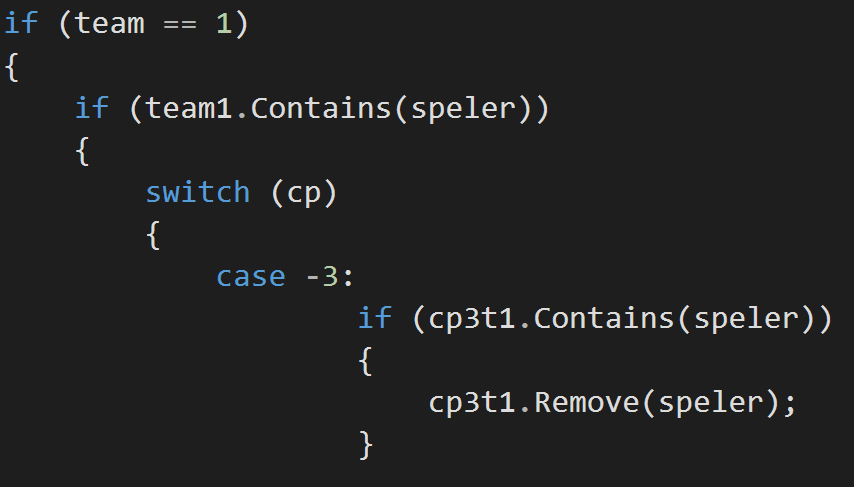 if (team == 1)
{
    if (team1.Contains(speler))
    {
        switch (cp)
        {
            case -3:
                    if (cp3t1.Contains(speler))
                    {
                        cp3t1.Remove(speler);
                    }